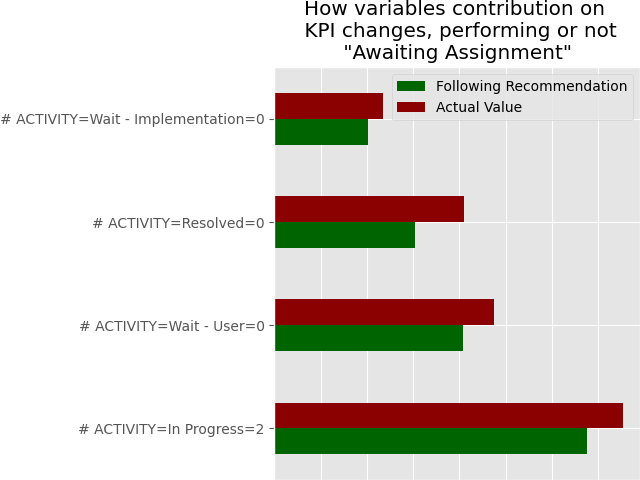 How variables contribution on
KPI changes, performing or not
"Awaiting Assignment"
Following Recommendation
Actual Value
# ACTIVITY=Wait - Implementation=0
# ACTIVITY=Resolved=0
# ACTIVITY=Wait - User=0
# ACTIVITY=In Progress=2